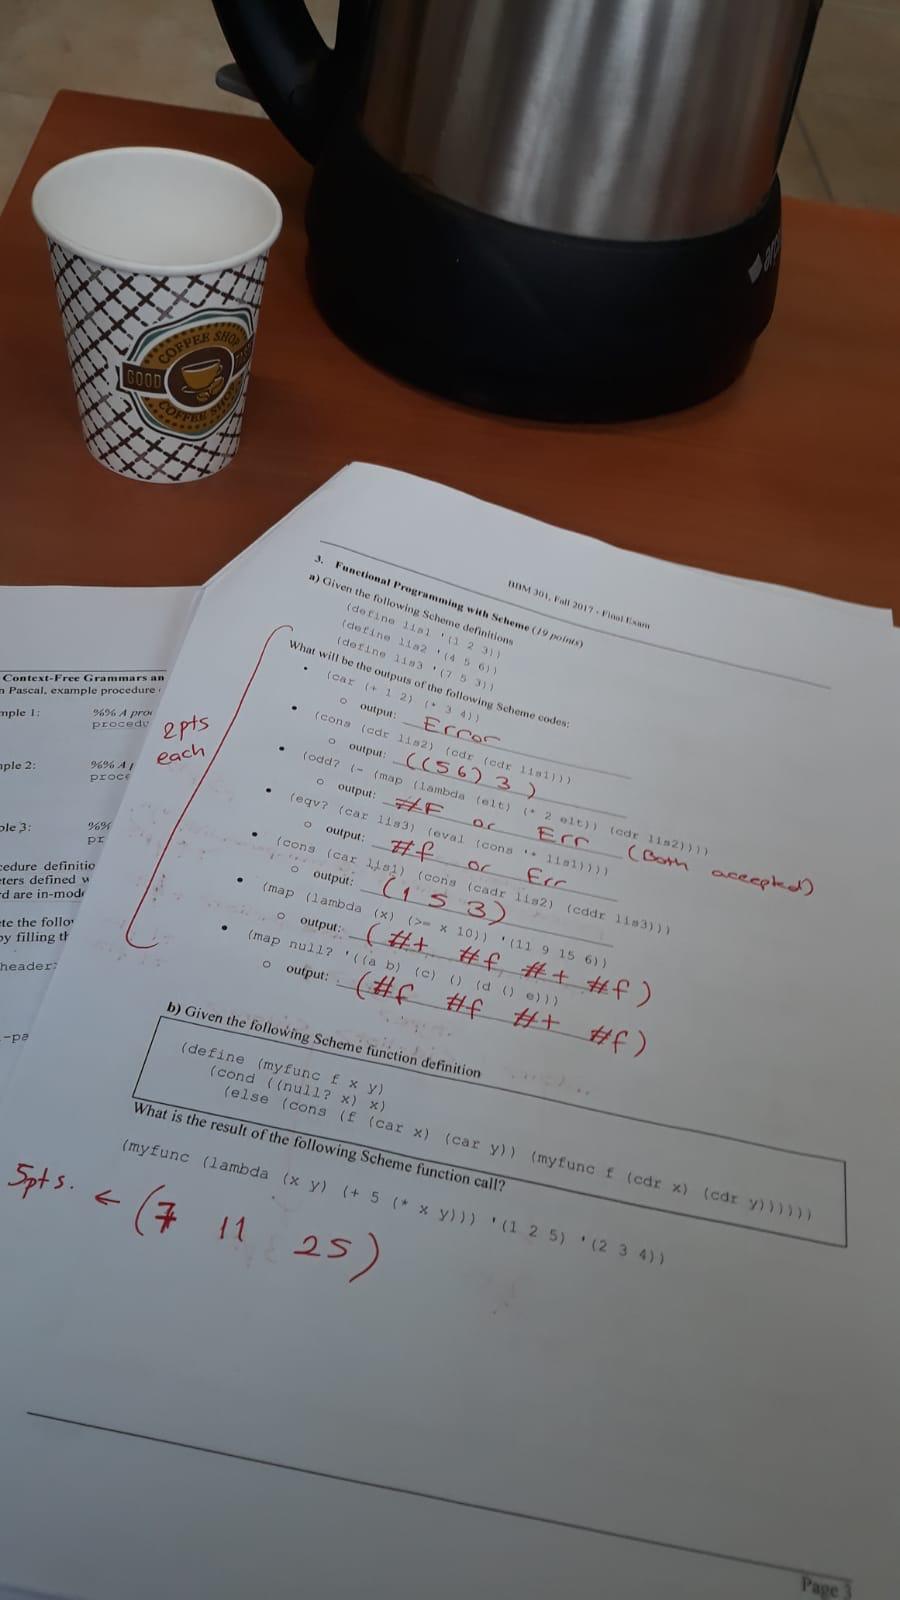 COFFEE SHOP
GOOD
COFFEE
BBM 301, Fall 2017 - Final Exam
3. Functional Programming with Scheme (19 points)
a) Given the following Scheme definitions
(define lis1 '(1 2 3))
(define lis2 '(4 5 6))
(define lis3 '(7 5 3))
What will be the outputs of the following Scheme codes:
2pts
each
• (car (+ 1 2) (* 3 4))
o output: Error
• (cons (cdr lis2) (cdr (cdr lis1)))
o output: ((5 6) 3 )
• (odd? (- (map (lambda (elt) (* 2 elt)) (cdr lis2))))
o output: #F or Err (Both accepted)
• (eqv? (car lis3) (eval (cons '+ lis1))))
o output: #f or Err
• (cons (car lis1) (cons (cadr lis2) (cddr lis3)))
o output: (1 5 3)
• (map (lambda (x) (>= x 10)) '(11 9 15 6))
o output: (#t #f #t #f)
• (map null? '((a b) (c) () (d () e)))
o output: (#f #f #t #f)
b) Given the following Scheme function definition
(define (myfunc f x y)
(cond ((null? x) x)
(else (cons (f (car x) (car y)) (myfunc f (cdr x) (cdr y))))))
What is the result of the following Scheme function call?
(myfunc (lambda (x y) (+ 5 (* x y))) '(1 2 5) '(2 3 4))
5pts. ← (7 11 25)
Page 3
Context-Free Grammars an
Pascal, example procedure
mple 1: %% A pro
procedu
mple 2: %% A p
proce
ple 3: %%
pr
cedure definitio
eters defined w
rd are in-mode
ete the follo
by filling th
header
--pa